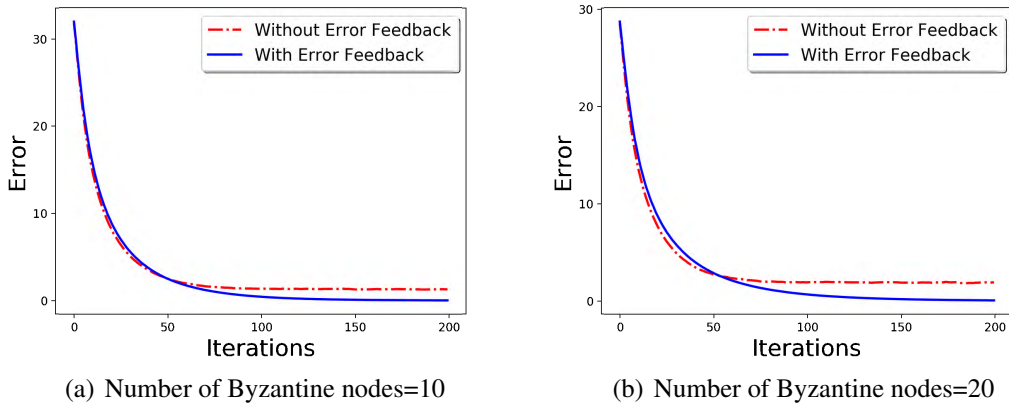 Without Error Feedback
With Error Feedback
30
20
10
0
Error
0 50 100 150 200
Iterations
(a) Number of Byzantine nodes=10
Without Error Feedback
With Error Feedback
30
20
10
0
Error
0 50 100 150 200
Iterations
(b) Number of Byzantine nodes=20